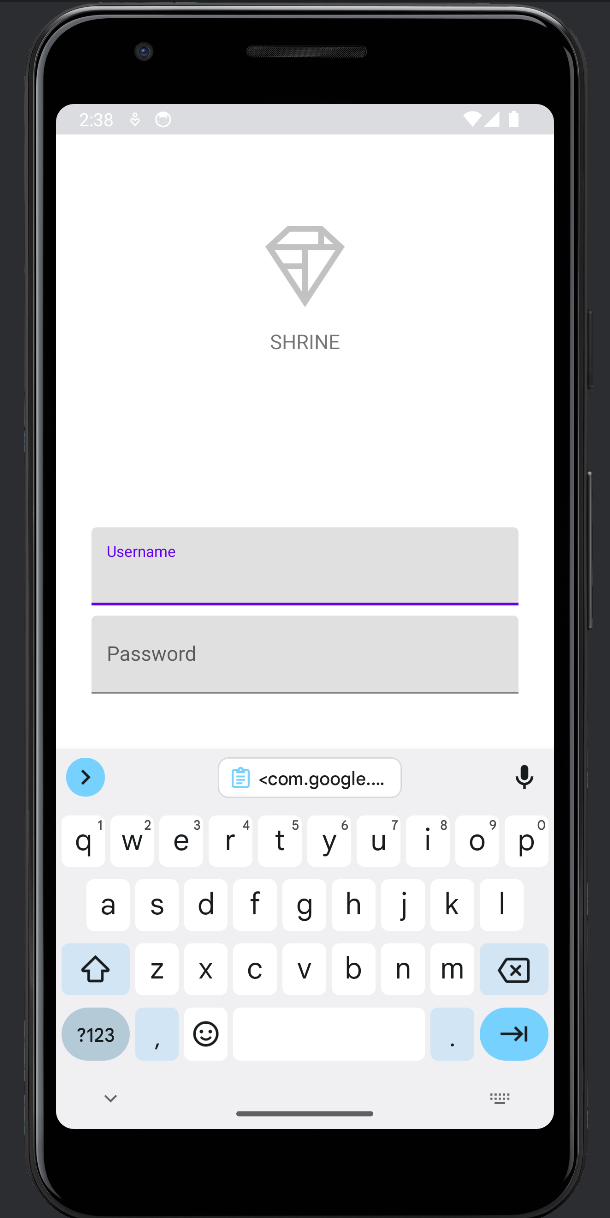 2:38
SHRINE
Username
Password
<com.google....
q1 w2 e3 r4 t5 y6 u7 i8 o9 p0
a s d f g h j k l
z x c v b n m
?123 , .